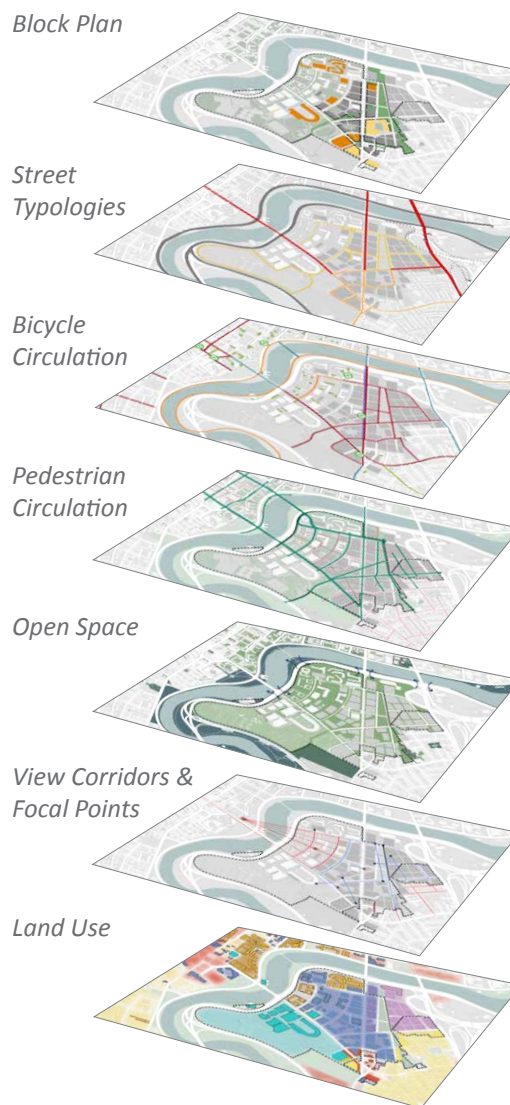 Block Plan
Street
Typologies
Bicycle
Circulation
Pedestrian
Circulation
Open Space
View Corridors &
Focal Points
Land Use